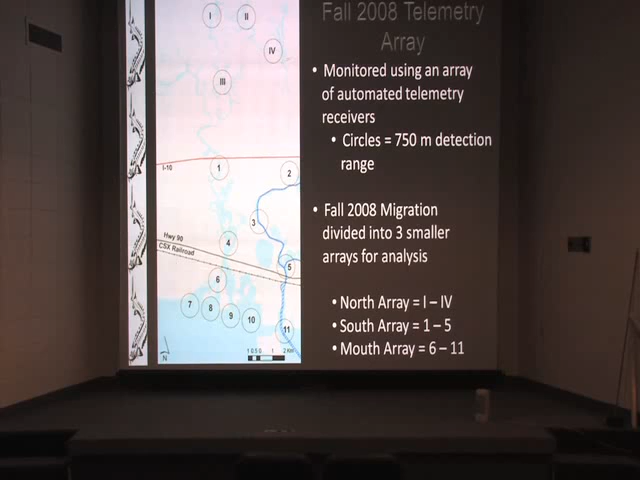 Fall 2008 Telemetry
Array
• Monitored using an array
of automated telemetry
receivers
• Circles = 750 m detection
range
• Fall 2008 Migration
divided into 3 smaller
arrays for analysis
• North Array = I – IV
• South Array = 1 – 5
• Mouth Array = 6 – 11
I
II
IV
III
I-10
1
2
3
Hwy 90
CSX Railroad
4
5
6
7
8
9
10
11
N